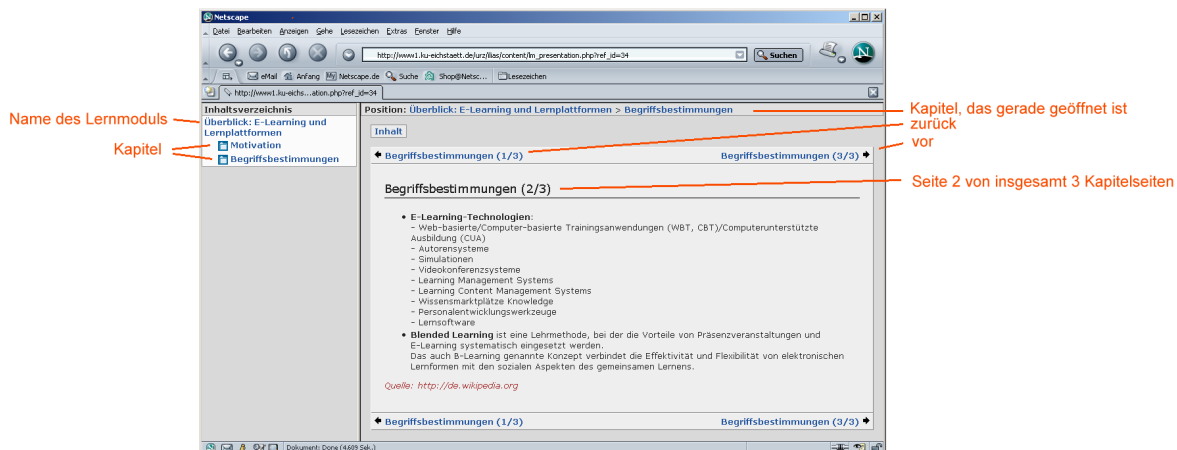 Netscape
Datei Bearbeiten Anzeigen Gehe Lesezeichen Extras Fenster Hilfe
http://www1.ku-eichstaett.de/urz/ilias/content/lm_presentation.php?ref_id=34
Suchen
eMail Anfang Netscape.de Suche Shop@Netsc... Lesezeichen
http://www1.ku-eichs...ation.php?ref_id=34
Inhaltsverzeichnis
Überblick: E-Learning und
Lernplattformen
Motivation
Begriffsbestimmungen
Name des Lernmoduls
Kapitel
Position: Überblick: E-Learning und Lernplattformen > Begriffsbestimmungen
Kapitel, das gerade geöffnet ist
zurück
vor
Inhalt
Begriffsbestimmungen (1/3)
Begriffsbestimmungen (3/3)
Begriffsbestimmungen (2/3)
Seite 2 von insgesamt 3 Kapitelseiten
• E-Learning-Technologien:
– Web-basierte/Computer-basierte Trainingsanwendungen (WBT, CBT)/Computerunterstützte
Ausbildung (CUA)
– Autorensysteme
– Simulationen
– Videokonferenzsysteme
– Learning Management Systems
– Learning Content Management Systems
– Wissensmarktplätze Knowledge
– Personalentwicklungswerkzeuge
– Lernsoftware
• Blended Learning ist eine Lehrmethode, bei der die Vorteile von Präsenzveranstaltungen und
E-Learning systematisch eingesetzt werden.
Das auch B-Learning genannte Konzept verbindet die Effektivität und Flexibilität von elektronischen
Lernformen mit den sozialen Aspekten des gemeinsamen Lernens.
Quelle: http://de.wikipedia.org
Begriffsbestimmungen (1/3)
Begriffsbestimmungen (3/3)
Dokument: Done (4,609 Sek.)